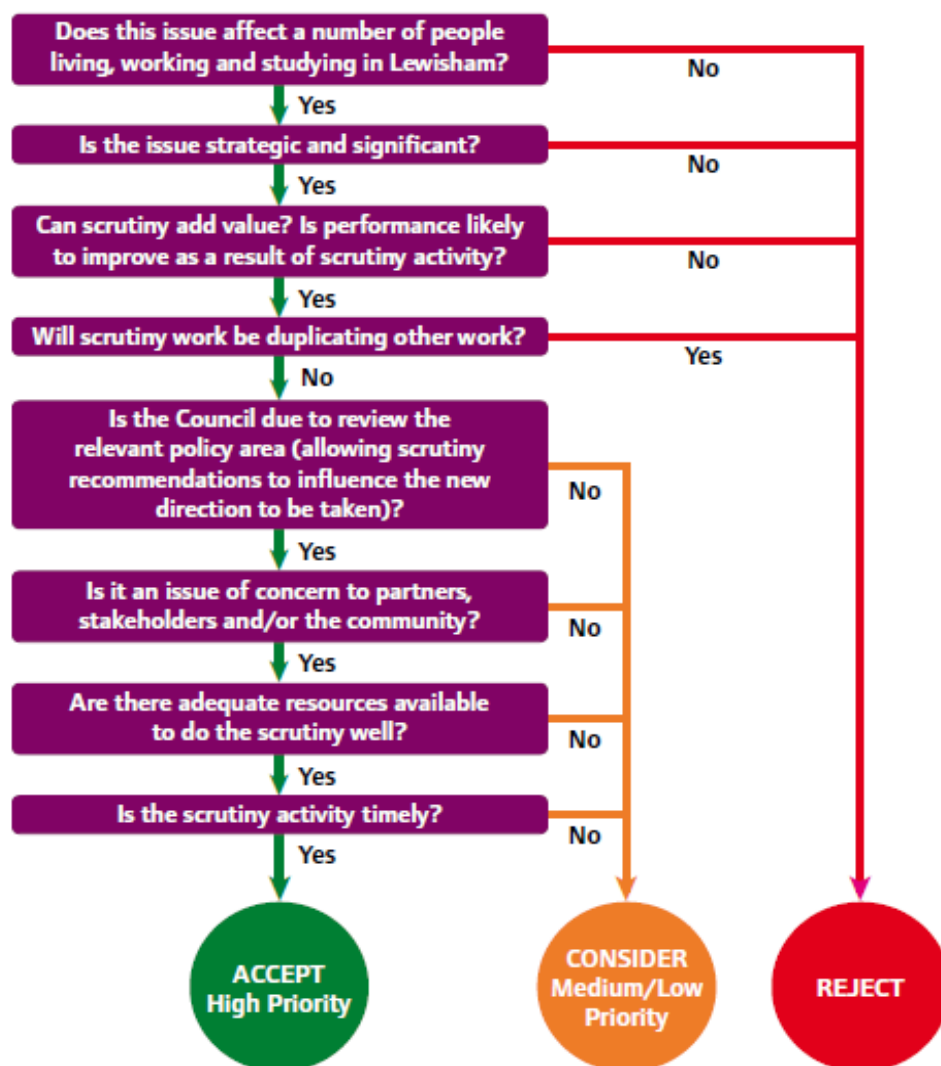 Does this issue affect a number of people
living, working and studying in Lewisham?
No
Yes
Is the issue strategic and significant?
No
Yes
Can scrutiny add value? Is performance likely
to improve as a result of scrutiny activity?
No
Yes
Will scrutiny work be duplicating other work?
Yes
No
Is the Council due to review the
relevant policy area (allowing scrutiny
recommendations to influence the new
direction to be taken)?
No
Yes
Is it an issue of concern to partners,
stakeholders and/or the community?
No
Yes
Are there adequate resources available
to do the scrutiny well?
No
Yes
Is the scrutiny activity timely?
No
Yes
ACCEPT
High Priority
CONSIDER
Medium/Low
Priority
REJECT